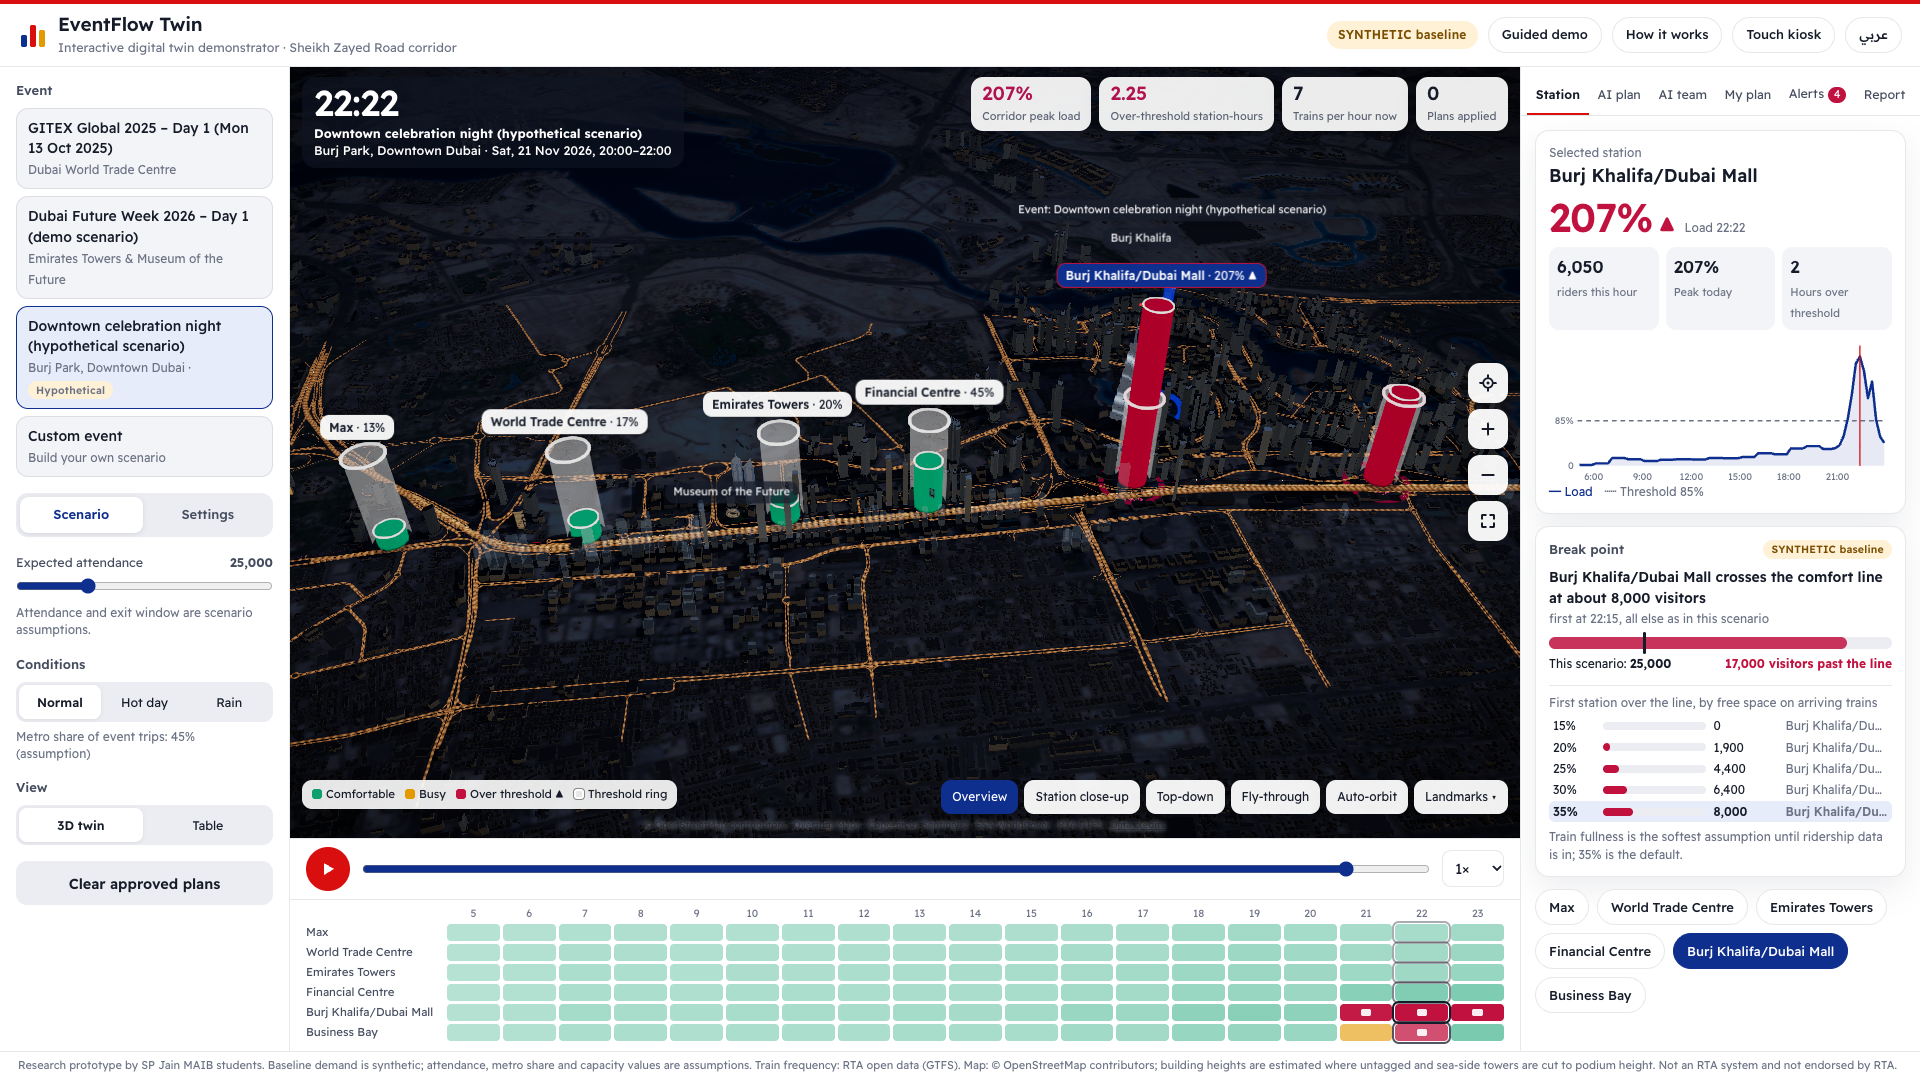 EventFlow Twin
Interactive digital twin demonstrator · Sheikh Zayed Road corridor
SYNTHETIC baseline
Guided demo
How it works
Touch kiosk
عربي
Event
GITEX Global 2025 – Day 1 (Mon
13 Oct 2025)
Dubai World Trade Centre
Dubai Future Week 2026 – Day 1
(demo scenario)
Emirates Towers & Museum of the
Future
Downtown celebration night
(hypothetical scenario)
Burj Park, Downtown Dubai ·
Hypothetical
Custom event
Build your own scenario
Scenario
Settings
Expected attendance 25,000
Attendance and exit window are scenario
assumptions.
Conditions
Normal
Hot day
Rain
Metro share of event trips: 45%
(assumption)
View
3D twin
Table
Clear approved plans
22:22
Downtown celebration night (hypothetical scenario)
Burj Park, Downtown Dubai · Sat, 21 Nov 2026, 20:00–22:00
207%
Corridor peak load
2.25
Over-threshold station-hours
7
Trains per hour now
0
Plans applied
Event: Downtown celebration night (hypothetical scenario)
Burj Khalifa
Burj Khalifa/Dubai Mall · 207% ▲
Financial Centre · 45%
Emirates Towers · 20%
World Trade Centre · 17%
Max · 13%
Museum of the Future
Comfortable
Busy
Over threshold ▲
Threshold ring
Overview
Station close-up
Top-down
Fly-through
Auto-orbit
Landmarks
1×
5 6 7 8 9 10 11 12 13 14 15 16 17 18 19 20 21 22 23
Max
World Trade Centre
Emirates Towers
Financial Centre
Burj Khalifa/Dubai Mall
Business Bay
Station
AI plan
AI team
My plan
Alerts 4
Report
Selected station
Burj Khalifa/Dubai Mall
207% ▲ Load 22:22
6,050
riders this hour
207%
Peak today
2
Hours over
threshold
85%
0
6:00 9:00 12:00 15:00 18:00 21:00
Load
Threshold 85%
Break point
SYNTHETIC baseline
Burj Khalifa/Dubai Mall crosses the comfort line
at about 8,000 visitors
first at 22:15, all else as in this scenario
This scenario: 25,000
17,000 visitors past the line
First station over the line, by free space on arriving trains
15% 0 Burj Khalifa/Du...
20% 1,900 Burj Khalifa/Du...
25% 4,400 Burj Khalifa/Du...
30% 6,400 Burj Khalifa/Du...
35% 8,000 Burj Khalifa/Du...
Train fullness is the softest assumption until ridership data
is in; 35% is the default.
Max
World Trade Centre
Emirates Towers
Financial Centre
Burj Khalifa/Dubai Mall
Business Bay
Research prototype by SP Jain MAIB students. Baseline demand is synthetic; attendance, metro share and capacity values are assumptions. Train frequency: RTA open data (GTFS). Map: © OpenStreetMap contributors; building heights are estimated where untagged and sea-side towers are cut to podium height. Not an RTA system and not endorsed by RTA.